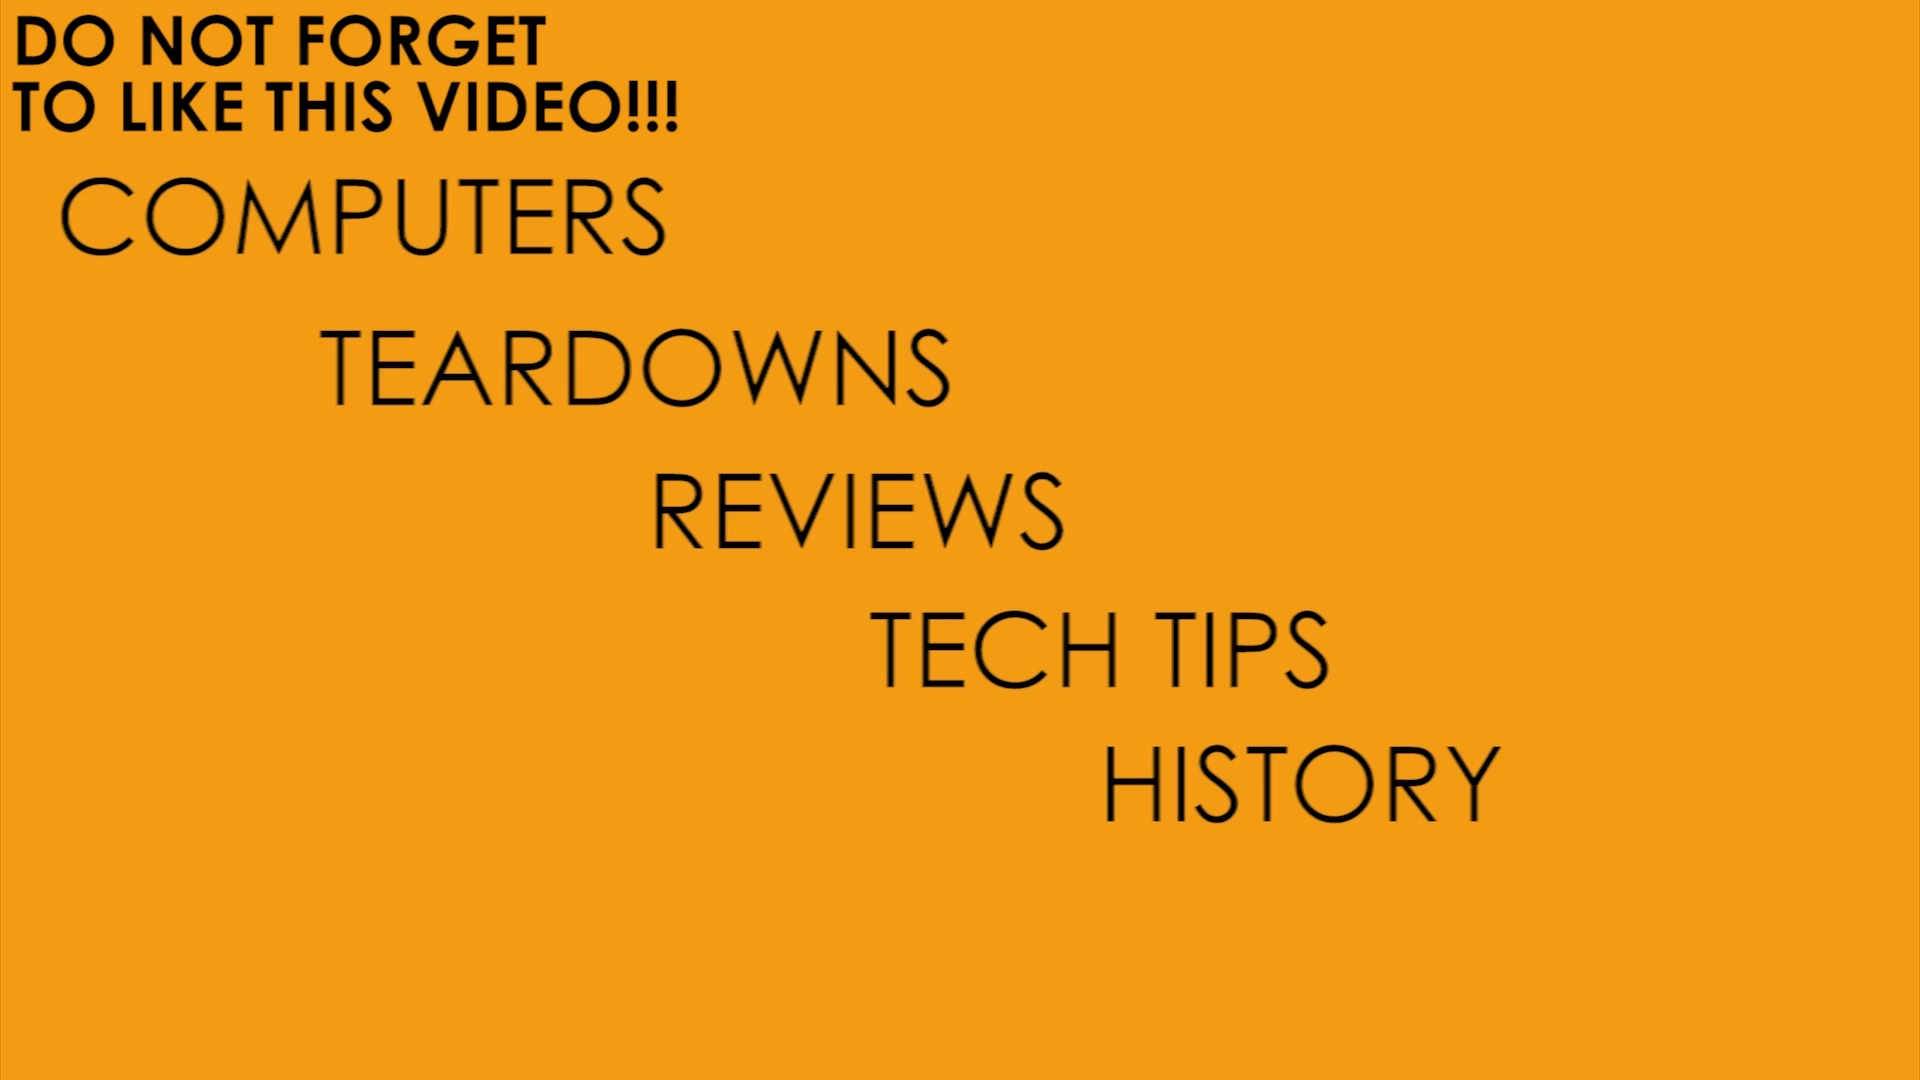 DO NOT FORGET
TO LIKE THIS VIDEO!!!
COMPUTERS
TEARDOWNS
REVIEWS
TECH TIPS
HISTORY